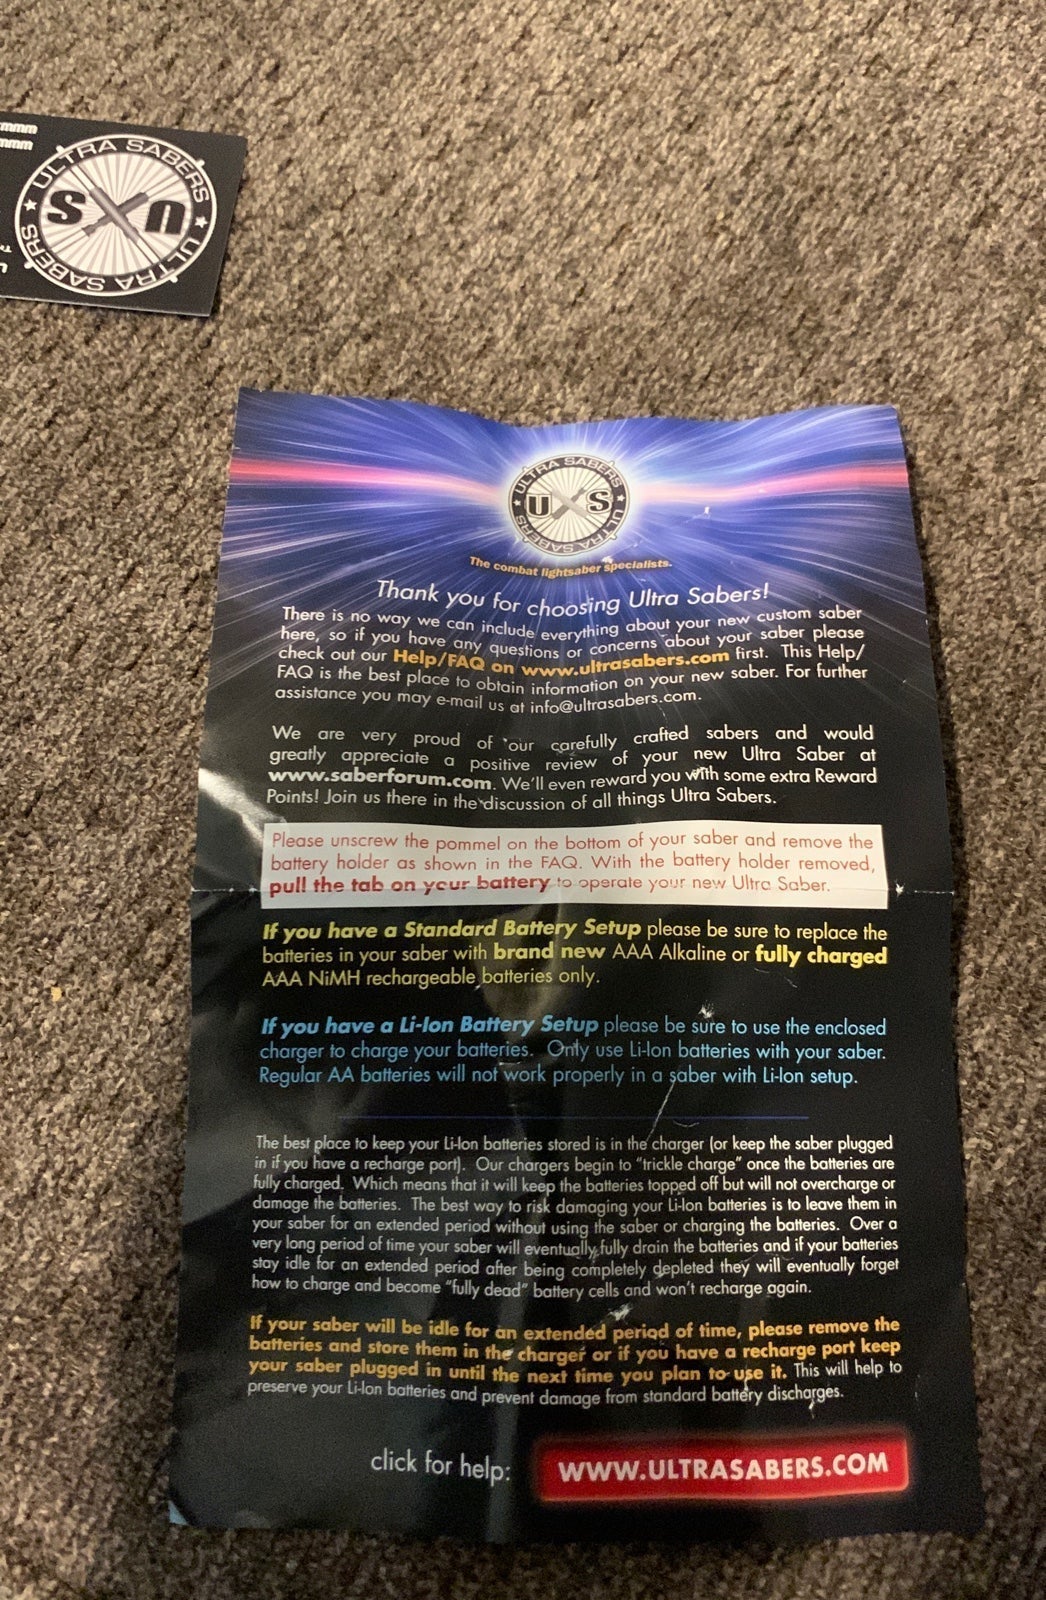 mmm
mmm
ULTRA SABERS
U S
ULTRA SABERS
ULTRA SABERS
U S
ULTRA SABERS
The combat lightsaber specialists.
Thank you for choosing Ultra Sabers!
There is no way we can include everything about your new custom saber
here, so if you have any questions or concerns about your saber please
check out our Help/FAQ on www.ultrasabers.com first. This Help/
FAQ is the best place to obtain information on your new saber. For further
assistance you may e-mail us at info@ultrasabers.com.
We are very proud of our carefully crafted sabers and would
greatly appreciate a positive review of your new Ultra Saber at
www.saberforum.com. We'll even reward you with some extra Reward
Points! Join us there in the discussion of all things Ultra Sabers.
Please unscrew the pommel on the bottom of your saber and remove the
battery holder as shown in the FAQ. With the battery holder removed,
pull the tab on your battery to operate your new Ultra Saber.
If you have a Standard Battery Setup please be sure to replace the
batteries in your saber with brand new AAA Alkaline or fully charged
AAA NiMH rechargeable batteries only.
If you have a Li-Ion Battery Setup please be sure to use the enclosed
charger to charge your batteries. Only use Li-Ion batteries with your saber.
Regular AA batteries will not work properly in a saber with Li-Ion setup.
The best place to keep your Li-Ion batteries stored is in the charger (or keep the saber plugged
in if you have a recharge port). Our chargers begin to "trickle charge" once the batteries are
fully charged. Which means that it will keep the batteries topped off but will not overcharge or
damage the batteries. The best way to risk damaging your Li-Ion batteries is to leave them in
your saber for an extended period without using the saber or charging the batteries. Over a
very long period of time your saber will eventually fully drain the batteries and if your batteries
stay idle for an extended period after being completely depleted they will eventually forget
how to charge and become "fully dead" battery cells and won't recharge again.
If your saber will be idle for an extended period of time, please remove the
batteries and store them in the charger or if you have a recharge port keep
your saber plugged in until the next time you plan to use it. This will help to
preserve your Li-Ion batteries and prevent damage from standard battery discharges.
click for help: WWW.ULTRASABERS.COM